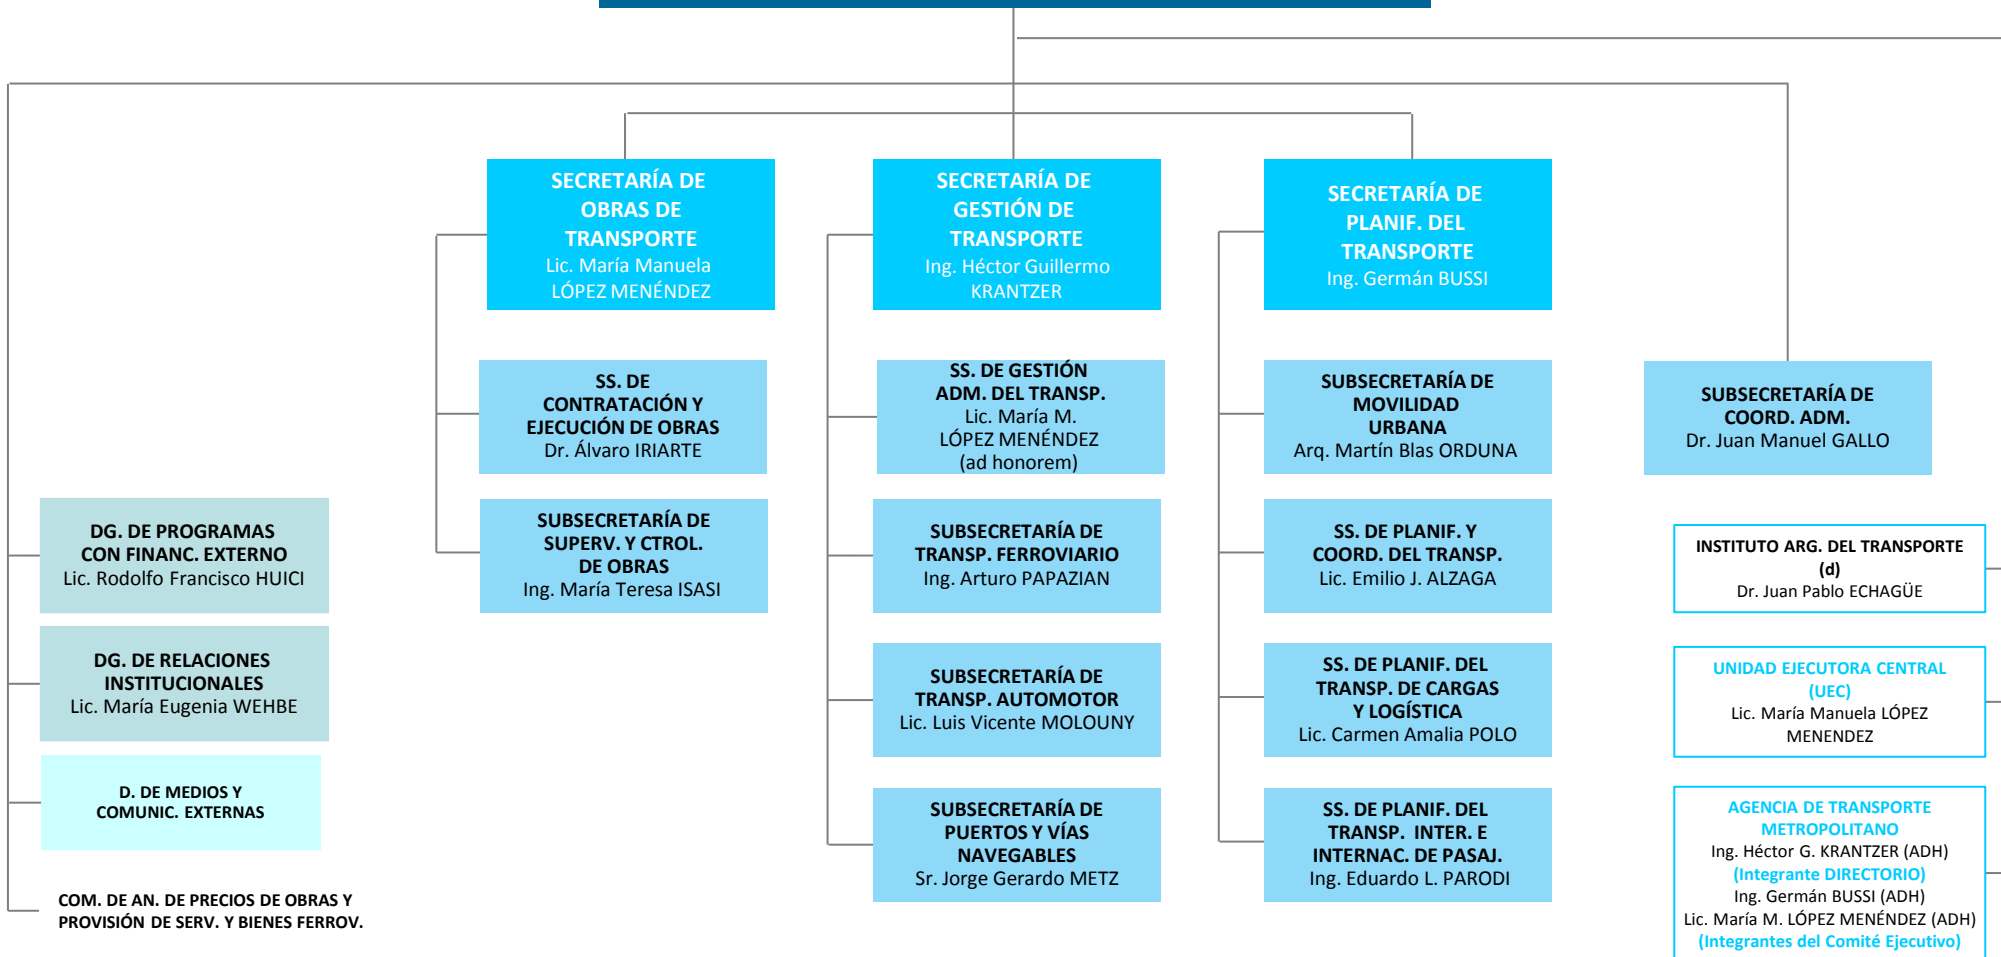 SECRETARÍA DE
OBRAS DE
TRANSPORTE
Lic. María Manuela
LÓPEZ MENÉNDEZ
SECRETARÍA DE
GESTIÓN DE
TRANSPORTE
Ing. Héctor Guillermo
KRANTZER
SECRETARÍA DE
PLANIF. DEL
TRANSPORTE
Ing. Germán BUSSI
SS. DE
CONTRATACIÓN Y
EJECUCIÓN DE OBRAS
Dr. Álvaro IRIARTE
SS. DE GESTIÓN
ADM. DEL TRANSP.
Lic. María M.
LÓPEZ MENÉNDEZ
(ad honorem)
SUBSECRETARÍA DE
MOVILIDAD
URBANA
Arq. Martín Blas ORDUNA
SUBSECRETARÍA DE
COORD. ADM.
Dr. Juan Manuel GALLO
DG. DE PROGRAMAS
CON FINANC. EXTERNO
Lic. Rodolfo Francisco HUICI
SUBSECRETARÍA DE
SUPERV. Y CTROL.
DE OBRAS
Ing. María Teresa ISASI
SUBSECRETARÍA DE
TRANSP. FERROVIARIO
Ing. Arturo PAPAZIAN
SS. DE PLANIF. Y
COORD. DEL TRANSP.
Lic. Emilio J. ALZAGA
INSTITUTO ARG. DEL TRANSPORTE
(d)
Dr. Juan Pablo ECHAGÜE
DG. DE RELACIONES
INSTITUCIONALES
Lic. María Eugenia WEHBE
SUBSECRETARÍA DE
TRANSP. AUTOMOTOR
Lic. Luis Vicente MOLOUNY
SS. DE PLANIF. DEL
TRANSP. DE CARGAS
Y LOGÍSTICA
Lic. Carmen Amalia POLO
UNIDAD EJECUTORA CENTRAL
(UEC)
Lic. María Manuela LÓPEZ
MENENDEZ
D. DE MEDIOS Y
COMUNIC. EXTERNAS
SUBSECRETARÍA DE
PUERTOS Y VÍAS
NAVEGABLES
Sr. Jorge Gerardo METZ
SS. DE PLANIF. DEL
TRANSP. INTER. E
INTERNAC. DE PASAJ.
Ing. Eduardo L. PARODI
AGENCIA DE TRANSPORTE
METROPOLITANO
Ing. Héctor G. KRANTZER (ADH)
(Integrante DIRECTORIO)
Ing. Germán BUSSI (ADH)
Lic. María M. LÓPEZ MENÉNDEZ (ADH)
(Integrantes del Comité Ejecutivo)
COM. DE AN. DE PRECIOS DE OBRAS Y
PROVISIÓN DE SERV. Y BIENES FERROV.